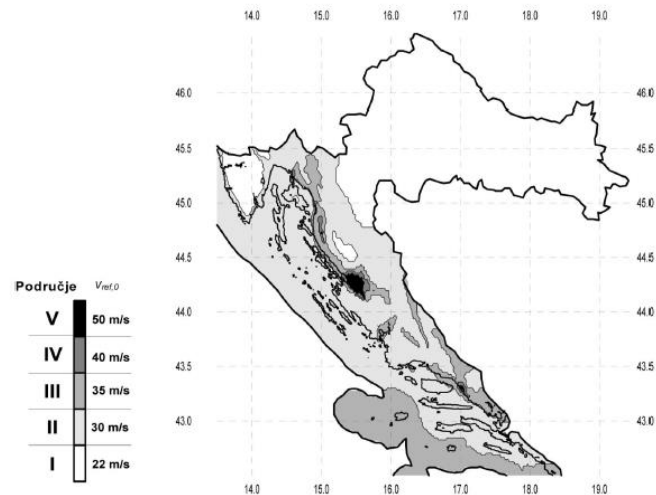 14.0 15.0 16.0 17.0 18.0 19.0
46.0 46.0
45.5 45.5
45.0 45.0
44.5 44.5
44.0 44.0
43.5 43.5
43.0 43.0
14.0 15.0 16.0 17.0 18.0 19.0
Područje Vref,0
V 50 m/s
IV 40 m/s
III 35 m/s
II 30 m/s
I 22 m/s